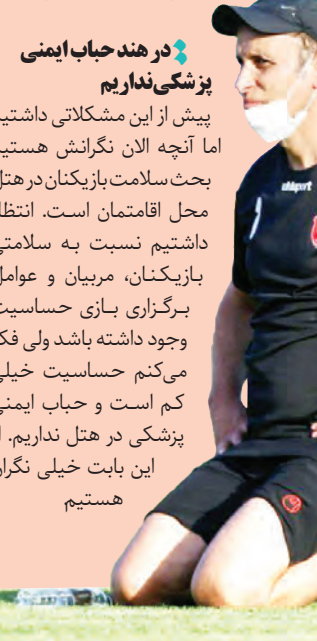 در هند حباب ایمنی
پزشکی نداریم
پیش از این مشکلاتی داشتیم
اما آنچه الان نگرانش هستیم
بحث سلامت بازیکنان در هتل
محل اقامتمان است. انتظار
داشتیم نسبت به سلامتی
بازیکنان، مربیان و عوامل
برگزاری بازی حساسیت
وجود داشته باشد ولی فکر
می‌کنم حساسیت خیلی
کم است و حباب ایمنی
پزشکی در هتل نداریم. از
این بابت خیلی نگران
هستیم
uhlsport